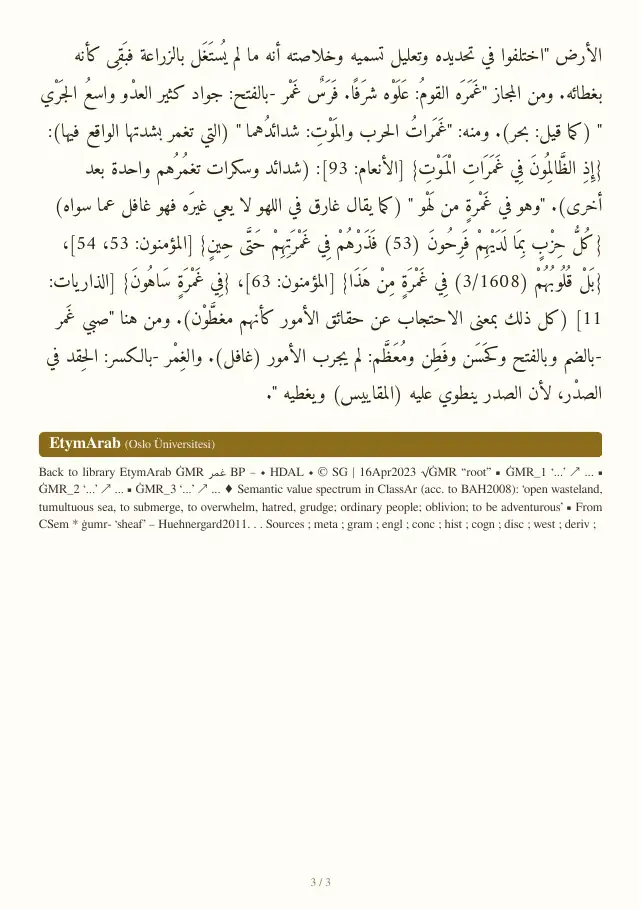 الأرض "اختلفوا في تحديده وتعليل تسميه وخلاصته أنه ما لم يُستَغَل بالزراعة فبَقِى كأنه
بغطائه. ومن المجاز "غَمَرَه القومُ: عَلَوْه شرَفًا. فَرَسٌ غَمْر -بالفتح: جواد كثير العدْو واسعُ الجَرْي
" (كما قيل: بحر). ومنه: "غَمَراتُ الحرب والمَوْتِ: شدائدُهما " (التي تغمر بشدتها الواقع فيها):
{إِذِ الظَّالِمُونَ فِي غَمَرَاتِ الْمَوْتِ} [الأنعام: 93]: (شدائد وسكرات تغمُرُهم واحدة بعد
أخرى). "وهو في غَمْرةٍ من لَهْو " (كما يقال غارق في اللهو لا يعي غيرَه فهو غافل عما سواه)
{كُلُّ حِزْبٍ بِمَا لَدَيْهِمْ فَرِحُونَ (53) فَذَرْهُمْ فِي غَمْرَتِهِمْ حَتَّى حِينٍ} [المؤمنون: 53، 54]،
{بَلْ قُلُوبُهُمْ (3/1608) فِي غَمْرَةٍ مِنْ هَذَا} [المؤمنون: 63]، {فِي غَمْرَةٍ سَاهُونَ} [الذاريات:
11] (كل ذلك بمعنى الاحتجاب عن حقائق الأمور كأنهم مغطَّوْن). ومن هنا "صبي غمر
-بالضم وبالفتح وكحَسَن وفَطِن ومُعَظَّم: لم يجرب الأمور (غافل). والغِمْر -بالكسر: الحِقد في
الصدْر، لأن الصدر ينطوي عليه (المقاييس) ويغطيه ".
EtymArab (Oslo Üniversitesi)
Back to library EtymArab ĠMR غمر BP – • HDAL • © SG | 16Apr2023 √ĠMR “root” ▪ ĠMR_1 ‘...’ ↗ ... ▪
ĠMR_2 ‘...’ ↗ ... ▪ ĠMR_3 ‘...’ ↗ ... ♦ Semantic value spectrum in ClassAr (acc. to BAH2008): ‘open wasteland,
tumultuous sea, to submerge, to overwhelm, hatred, grudge; ordinary people; oblivion; to be adventurous’ ▪ From
CSem * ġumr- ‘sheaf’ – Huehnergard2011. . . Sources ; meta ; gram ; engl ; conc ; hist ; cogn ; disc ; west ; deriv ;
3 / 3